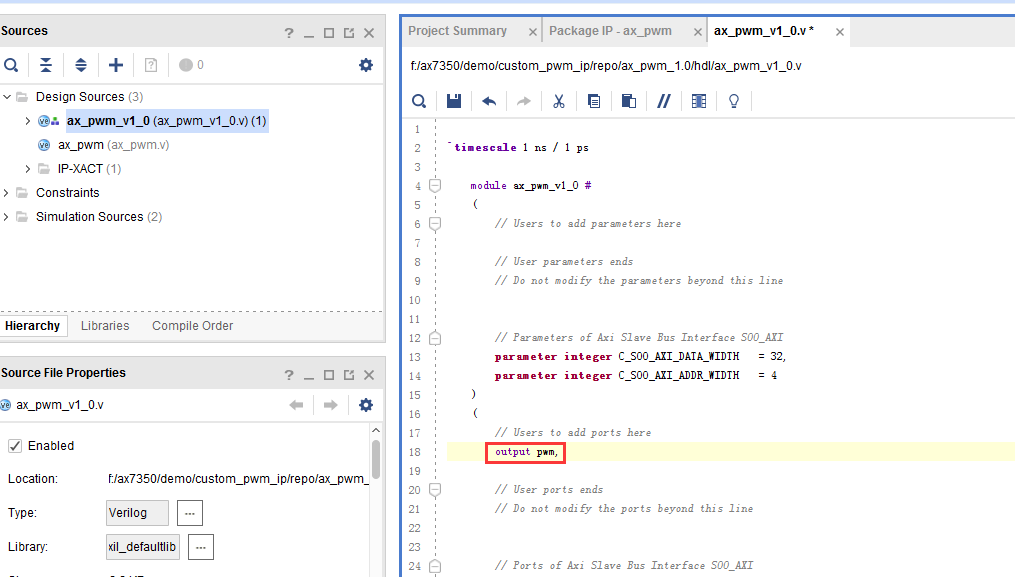 Sources
? _
0
Design Sources (3)
ax_pwm_v1_0 (ax_pwm_v1_0.v) (1)
ax_pwm (ax_pwm.v)
IP-XACT (1)
Constraints
Simulation Sources (2)
Hierarchy Libraries Compile Order
Source File Properties
? _
ax_pwm_v1_0.v
Enabled
Location: f:/ax7350/demo/custom_pwm_ip/repo/ax_pwm_
Type: Verilog ...
Library: xil_defaultlib ...
Project Summary × Package IP - ax_pwm × ax_pwm_v1_0.v * ×
f:/ax7350/demo/custom_pwm_ip/repo/ax_pwm_1.0/hdl/ax_pwm_v1_0.v
1
2 `timescale 1 ns / 1 ps
3
4 module ax_pwm_v1_0 #
5 (
6 // Users to add parameters here
7
8 // User parameters ends
9 // Do not modify the parameters beyond this line
10
11
12 // Parameters of Axi Slave Bus Interface S00_AXI
13 parameter integer C_S00_AXI_DATA_WIDTH = 32,
14 parameter integer C_S00_AXI_ADDR_WIDTH = 4
15 )
16 (
17 // Users to add ports here
18 output pwm,
19
20 // User ports ends
21 // Do not modify the ports beyond this line
22
23
24 // Ports of Axi Slave Bus Interface S00_AXI